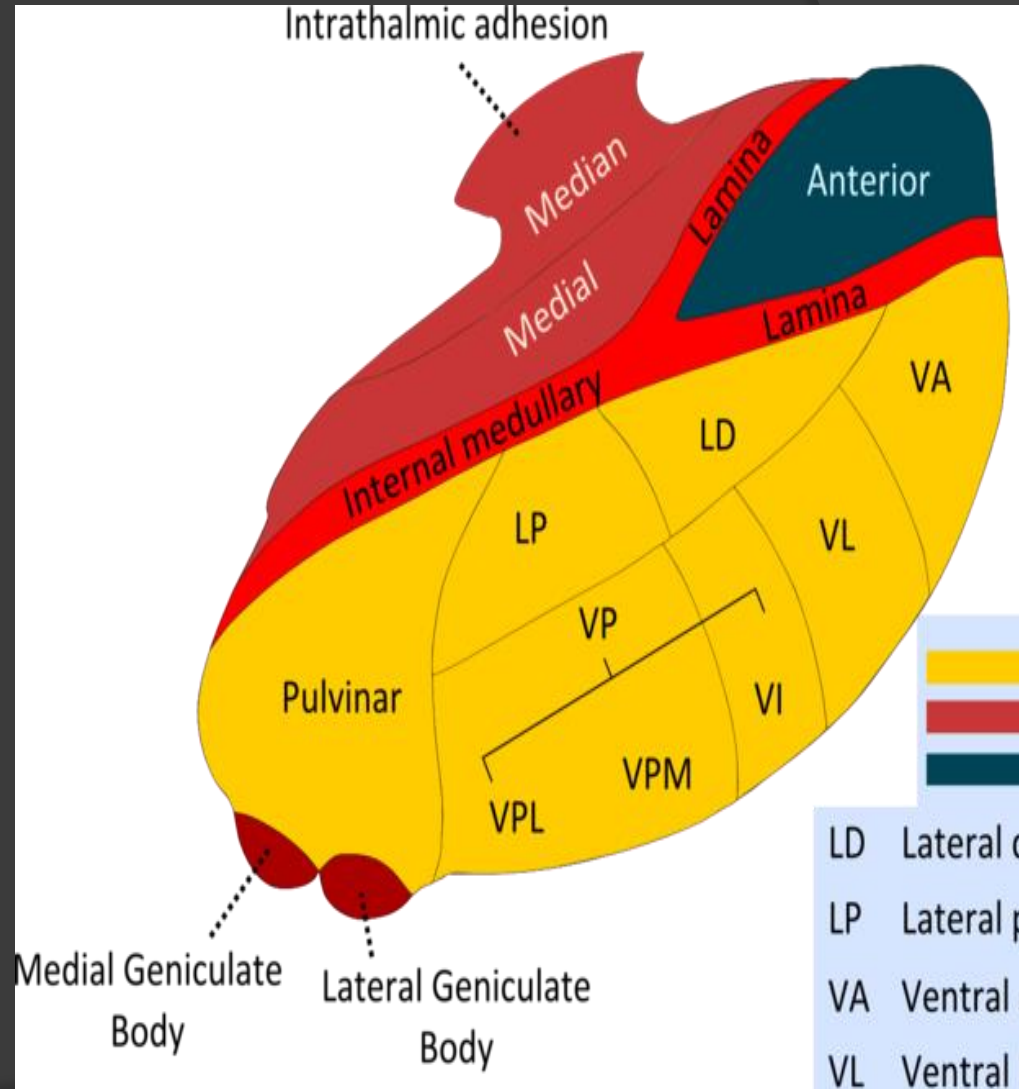 Intrathalmic adhesion
Median
Medial
Lamina
Anterior
Internal medullary
Lamina
VA
LD
LP
VL
VP
Pulvinar
VI
VPM
VPL
LD Lateral
LP Lateral
VA Ventral
VL Ventral
Medial Geniculate
Body
Lateral Geniculate
Body